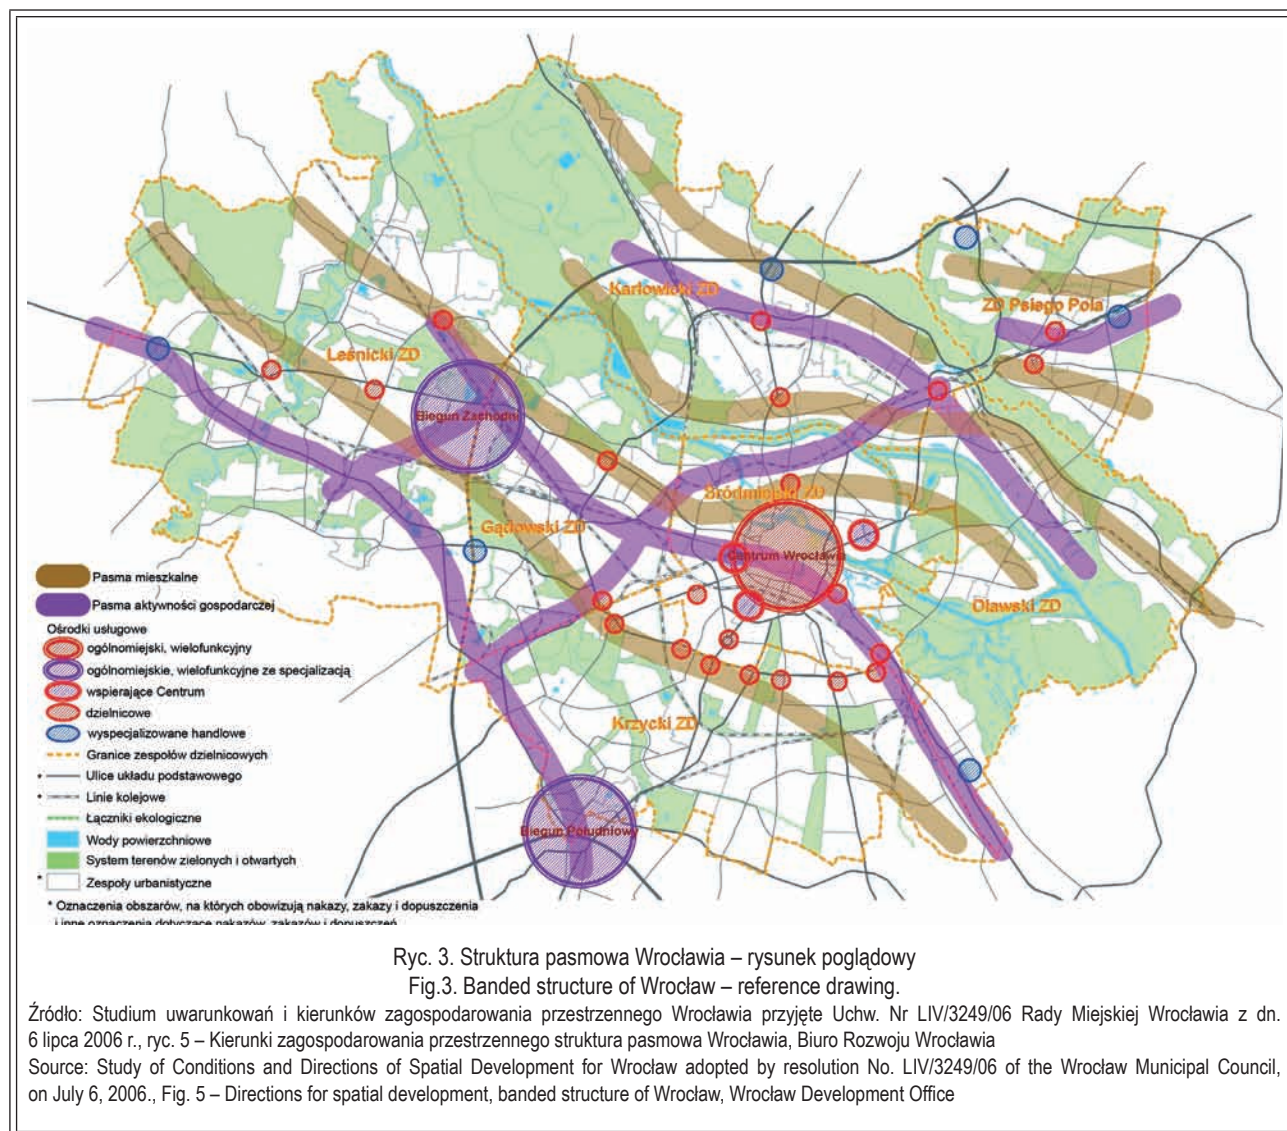 Karłowicki ZD
ZD Psiego Pola
Leśnicki ZD
Biegun Zachodni
Śródmiejski ZD
Gądowski ZD
Centrum Wrocławia
Oławski ZD
Krzycki ZD
Biegun Południowy
Pasma mieszkalne
Pasma aktywności gospodarczej
Ośrodki usługowe
ogólnomiejski, wielofunkcyjny
ogólnomiejskie, wielofunkcyjne ze specjalizacją
wspierające Centrum
dzielnicowe
wyspecjalizowane handlowe
Granice zespołów dzielnicowych
* Ulice układu podstawowego
* Linie kolejowe
Łączniki ekologiczne
Wody powierzchniowe
System terenów zielonych i otwartych
* Zespoły urbanistyczne
* Oznaczenia obszarów, na których obowizują nakazy, zakazy i dopuszczenia
i inne oznaczenia dotyczące nakazów, zakazów i dopuszczeń
Ryc. 3. Struktura pasmowa Wrocławia – rysunek poglądowy
Fig.3. Banded structure of Wrocław – reference drawing.
Źródło: Studium uwarunkowań i kierunków zagospodarowania przestrzennego Wrocławia przyjęte Uchw. Nr LIV/3249/06 Rady Miejskiej Wrocławia z dn.
6 lipca 2006 r., ryc. 5 – Kierunki zagospodarowania przestrzennego struktura pasmowa Wrocławia, Biuro Rozwoju Wrocławia
Source: Study of Conditions and Directions of Spatial Development for Wrocław adopted by resolution No. LIV/3249/06 of the Wrocław Municipal Council,
on July 6, 2006., Fig. 5 – Directions for spatial development, banded structure of Wrocław, Wrocław Development Office